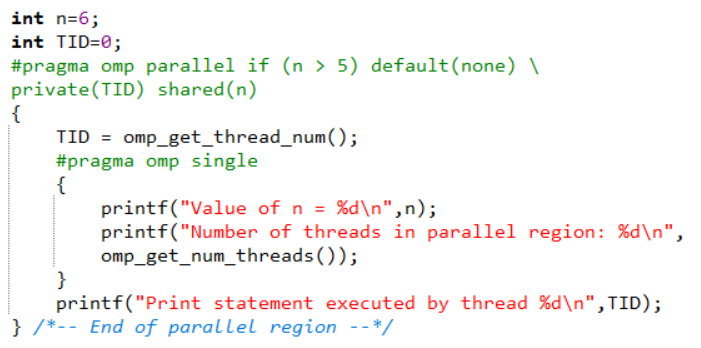 int n=6;
int TID=0;
#pragma omp parallel if (n > 5) default(none) \
private(TID) shared(n)
{
    TID = omp_get_thread_num();
    #pragma omp single
    {
        printf("Value of n = %d\n",n);
        printf("Number of threads in parallel region: %d\n",
        omp_get_num_threads());
    }
    printf("Print statement executed by thread %d\n",TID);
} /*-- End of parallel region --*/